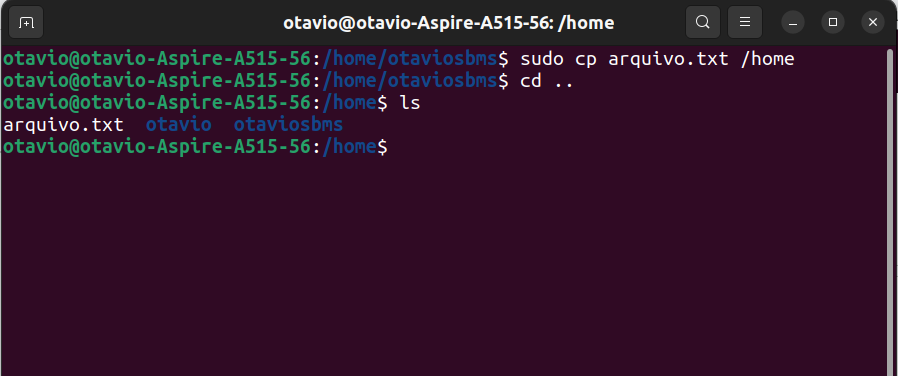 otavio@otavio-Aspire-A515-56: /home
otavio@otavio-Aspire-A515-56:/home/otaviosbms$ sudo cp arquivo.txt /home
otavio@otavio-Aspire-A515-56:/home/otaviosbms$ cd ..
otavio@otavio-Aspire-A515-56:/home$ ls
arquivo.txt  otavio  otaviosbms
otavio@otavio-Aspire-A515-56:/home$